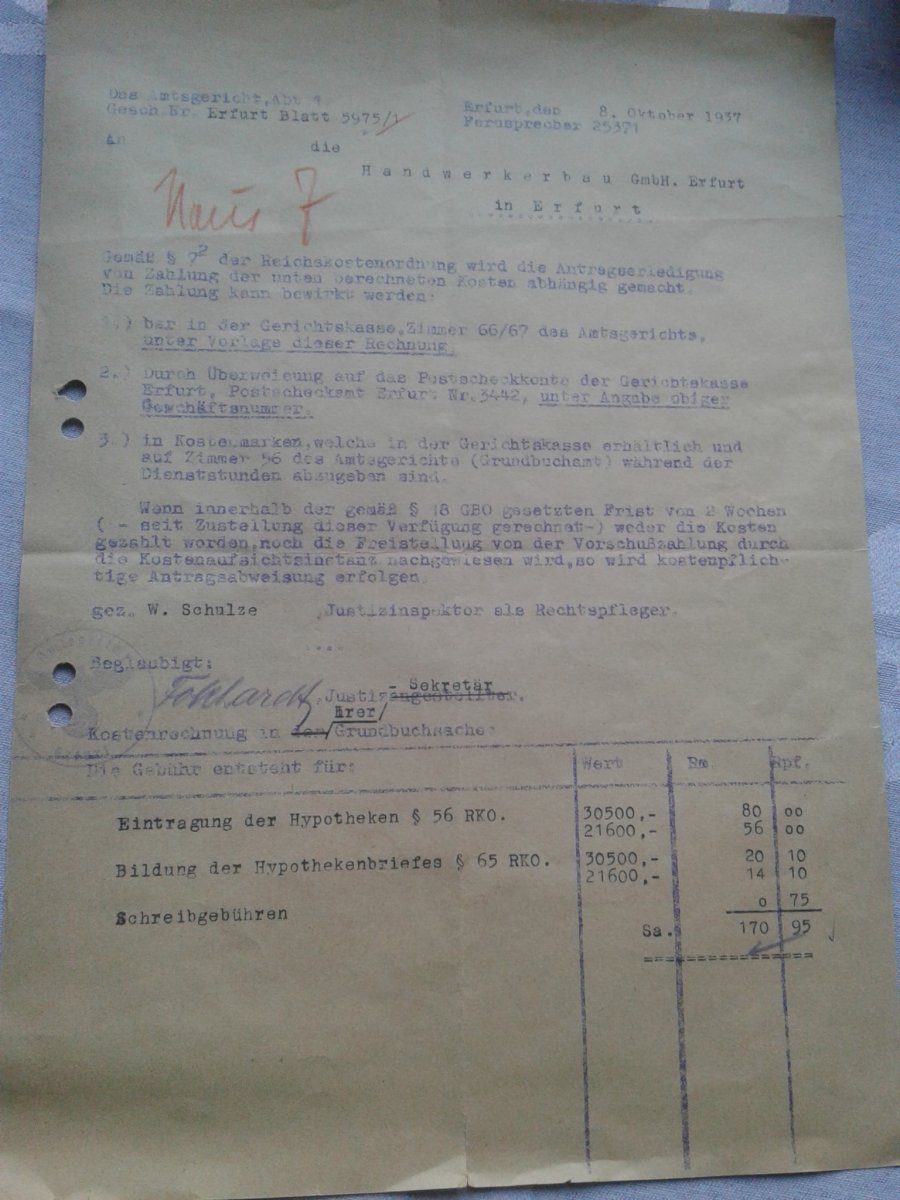 Das Amtsgericht, Abt 4
Gesch.Nr. Erfurt Blatt 5975/1
Erfurt, den 8. Oktober 1937
Fernsprecher 25371
An die
Handwerkerbau GmbH. Erfurt
in Erfurt
Haus 7
Gemäß § 7² der Reichskostenordnung wird die Antragserledigung
von Zahlung der unten berechneten Kosten abhängig gemacht.
Die Zahlung kann bewirkt werden:
1.) bar in der Gerichtskasse, Zimmer 66/67 des Amtsgerichts,
unter Vorlage dieser Rechnung,
2.) Durch Überweisung auf das Postscheckkonto der Gerichtskasse
Erfurt, Postscheckamt Erfurt Nr.3442, unter Angabe obiger
Geschäftsnummer.
3.) in Kostenmarken, welche in der Gerichtskasse erhältlich und
auf Zimmer 56 des Amtsgerichts (Grundbuchamt) während der
Dienststunden abzugeben sind.
Wenn innerhalb der gemäß § 18 GBO gesetzten Frist von 2 Wochen
( - seit Zustellung dieser Verfügung gerechnet-) weder die Kosten
gezahlt worden, noch die Freistellung von der Vorschußzahlung durch
die Kostenaufsichtsinstanz nachgewiesen wird, so wird kostenpflich-
tige Antragsabweisung erfolgen.
gez. W. Schulze , Justizinspektor als Rechtspfleger.
Beglaubigt:
- Sekretär
, Justizangestellter.
Ihrer/
Kostenrechnung in der/Grundbuchsache:
Die Gebühr entsteht für: Wert Rm. Rpf.
Eintragung der Hypotheken § 56 RKO. 30500,- 80 00
21600,- 56 00
Bildung der Hypothekenbriefes § 65 RKO. 30500,- 20 10
21600,- 14 10
Schreibgebühren 0 75
Sa. 170 95